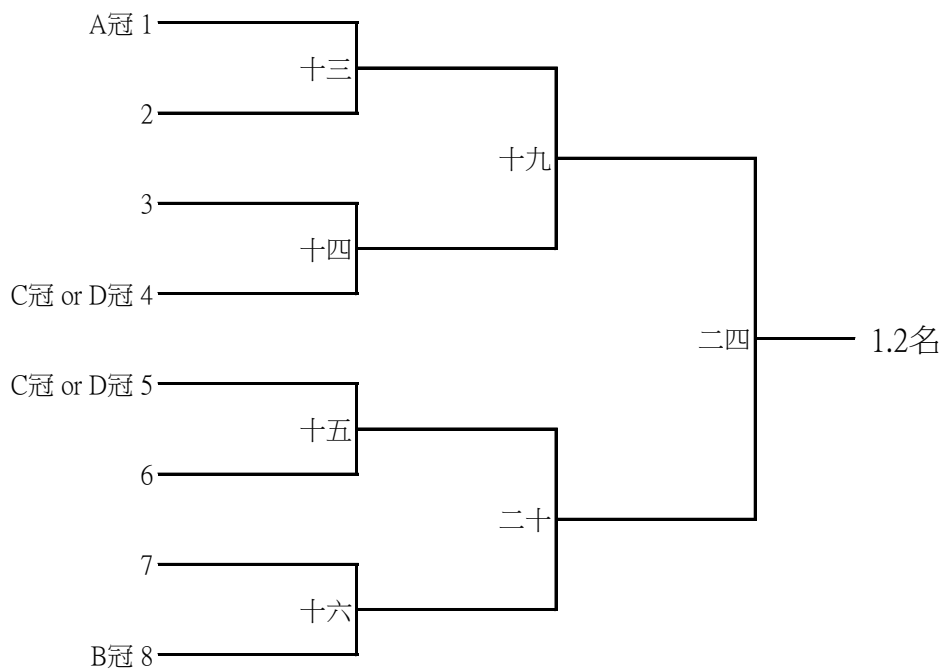 A冠 1
十三
2
十九
3
十四
C冠 or D冠 4
二四
1.2名
C冠 or D冠 5
十五
6
二十
7
十六
B冠 8